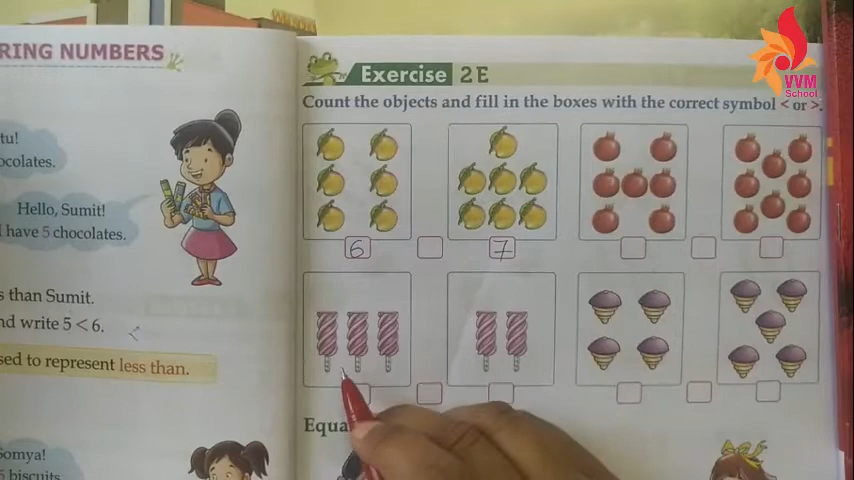 RING NUMBERS
tu!
ocolates.
Hello, Sumit!
I have 5 chocolates.
s than Sumit.
nd write 5 < 6. <
sed to represent less than.
Somya!
5 biscuits
Exercise 2E
Count the objects and fill in the boxes with the correct symbol < or >.
6 7
Equa
VVM
School